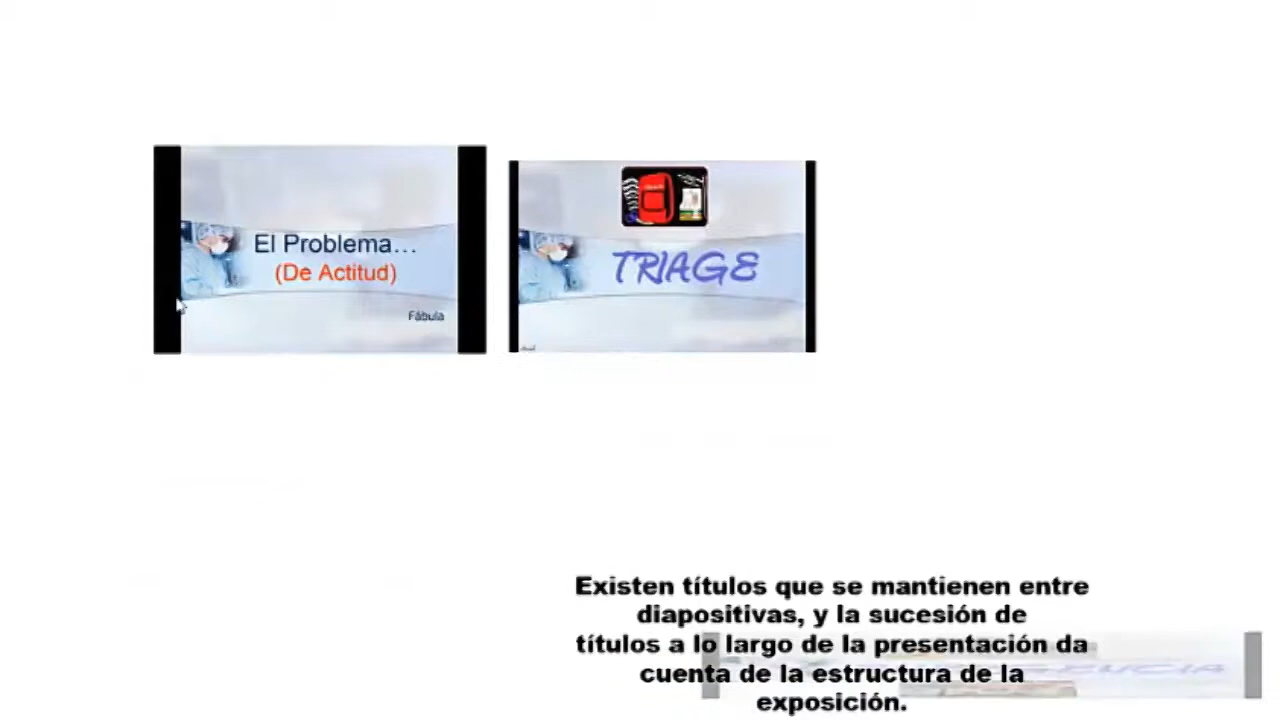 El Problema...
(De Actitud)
Fábula
TRIAGE
Existen títulos que se mantienen entre
diapositivas, y la sucesión de
títulos a lo largo de la presentación da
cuenta de la estructura de la
exposición.